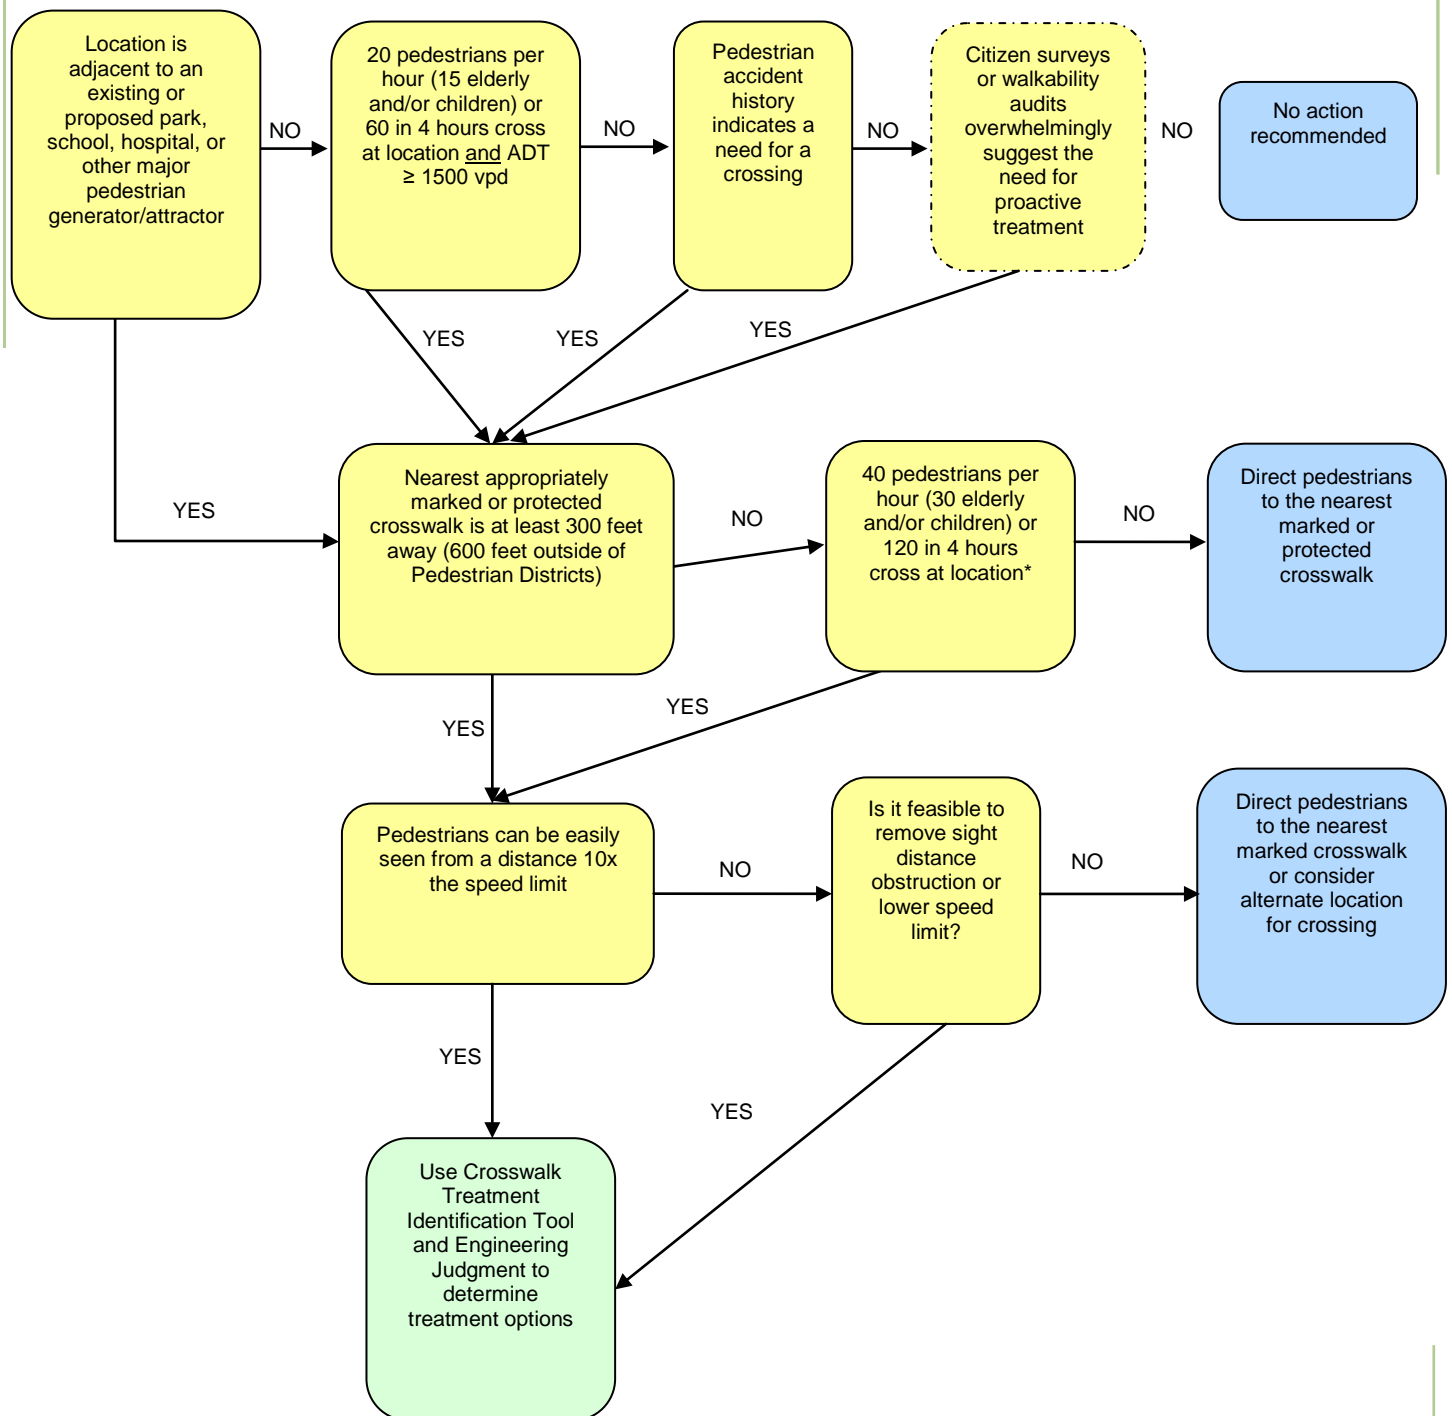 Location is
adjacent to an
existing or
proposed park,
school, hospital, or
other major
pedestrian
generator/attractor
NO
20 pedestrians per
hour (15 elderly
and/or children) or
60 in 4 hours cross
at location and ADT
≥ 1500 vpd
NO
Pedestrian
accident
history
indicates a
need for a
crossing
NO
Citizen surveys
or walkability
audits
overwhelmingly
suggest the
need for
proactive
treatment
NO
No action
recommended
YES
YES
YES
YES
Nearest appropriately
marked or protected
crosswalk is at least 300 feet
away (600 feet outside of
Pedestrian Districts)
NO
40 pedestrians per
hour (30 elderly
and/or children) or
120 in 4 hours
cross at location*
NO
Direct pedestrians
to the nearest
marked or
protected
crosswalk
YES
YES
Pedestrians can be easily
seen from a distance 10x
the speed limit
NO
Is it feasible to
remove sight
distance
obstruction or
lower speed
limit?
NO
Direct pedestrians
to the nearest
marked crosswalk
or consider
alternate location
for crossing
YES
YES
Use Crosswalk
Treatment
Identification Tool
and Engineering
Judgment to
determine
treatment options